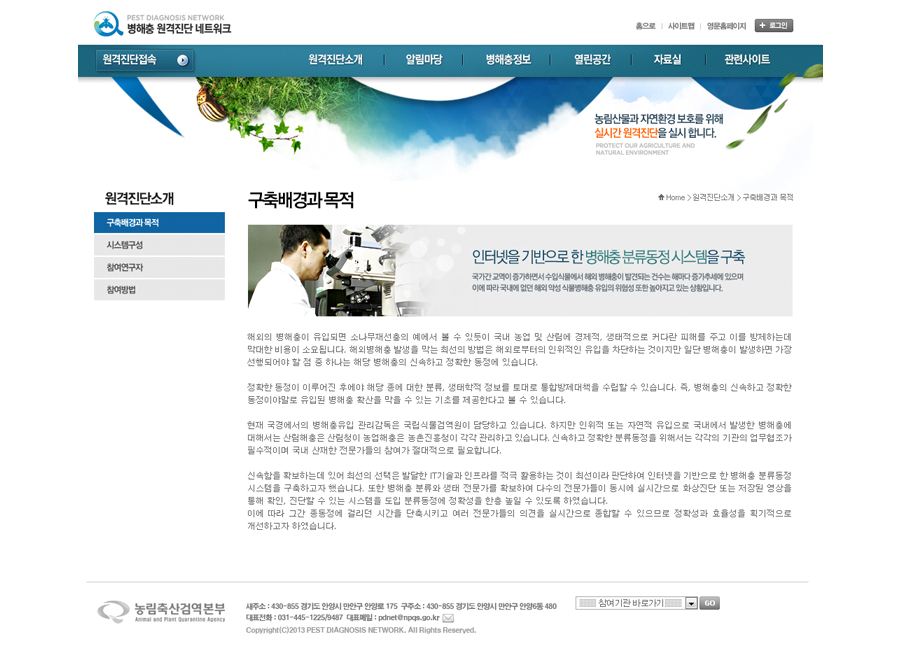 PEST DIAGNOSIS NETWORK
병해충 원격진단 네트워크
홈으로 | 사이트맵 | 영문홈페이지 + 로그인
원격진단접속 원격진단소개 알림마당 병해충정보 열린공간 자료실 관련사이트
농림산물과 자연환경 보호를 위해
실시간 원격진단을 실시 합니다.
PROTECT OUR AGRICULTURE AND
NATURAL ENVIRONMENT
원격진단소개
구축배경과 목적
시스템구성
참여연구자
참여방법
구축배경과 목적
Home > 원격진단소개 > 구축배경과 목적
인터넷을 기반으로 한 병해충 분류동정 시스템을 구축
국가간 교역이 증가하면서 수입식물에서 해외 병해충이 발견되는 건수는 해마다 증가추세에 있으며
이에 따라 국내에 없던 해외 악성 식물병해충 유입의 위험성 또한 높아지고 있는 상황입니다.
해외의 병해충이 유입되면 소나무재선충의 예에서 볼 수 있듯이 국내 농업 및 산림에 경제적, 생태적으로 커다란 피해를 주고 이를 방제하는데
막대한 비용이 소요됩니다. 해외병해충 발생을 막는 최선의 방법은 해외로부터의 인위적인 유입을 차단하는 것이지만 일단 병해충이 발생하면 가장
선행되어야 할 점 중 하나는 해당 병해충의 신속하고 정확한 동정에 있습니다.
정확한 동정이 이루어진 후에야 해당 종에 대한 분류, 생태학적 정보를 토대로 통합방제대책을 수립할 수 있습니다. 즉, 병해충의 신속하고 정확한
동정이야말로 유입된 병해충 확산을 막을 수 있는 기초를 제공한다고 볼 수 있습니다.
현재 국경에서의 병해충유입 관리감독은 국립식물검역원이 담당하고 있습니다. 하지만 인위적 또는 자연적 유입으로 국내에서 발생한 병해충에
대해서는 산림해충은 산림청이 농업해충은 농촌진흥청이 각각 관리하고 있습니다. 신속하고 정확한 분류동정을 위해서는 각각의 기관의 업무협조가
필수적이며 국내 산재한 전문가들의 참여가 절대적으로 필요합니다.
신속함을 확보하는데 있어 최선의 선택은 발달한 IT기술과 인프라를 적극 활용하는 것이 최선이라 판단하여 인터넷을 기반으로 한 병해충 분류동정
시스템을 구축하고자 했습니다. 또한 병해충 분류와 생태 전문가를 확보하여 다수의 전문가들이 동시에 실시간으로 화상진단 또는 저장된 영상을
통해 확인, 진단할 수 있는 시스템을 도입 분류동정에 정확성을 한층 높일 수 있도록 하였습니다.
이에 따라 그간 종동정에 걸리던 시간을 단축시키고 여러 전문가들의 의견을 실시간으로 종합할 수 있으므로 정확성과 효율성을 획기적으로
개선하고자 하였습니다.
농림축산검역본부
Animal and Plant Quarantine Agency
새주소 : 430-855 경기도 안양시 만안구 안양로 175 구주소 : 430-855 경기도 안양시 만안구 안양6동 480
대표전화 : 031-445-1225/9487 대표메일 : pdnet@npqs.go.kr
Copyright(C)2013 PEST DIAGNOSIS NETWORK. All Rights Reserved.
참여기관 바로가기 GO